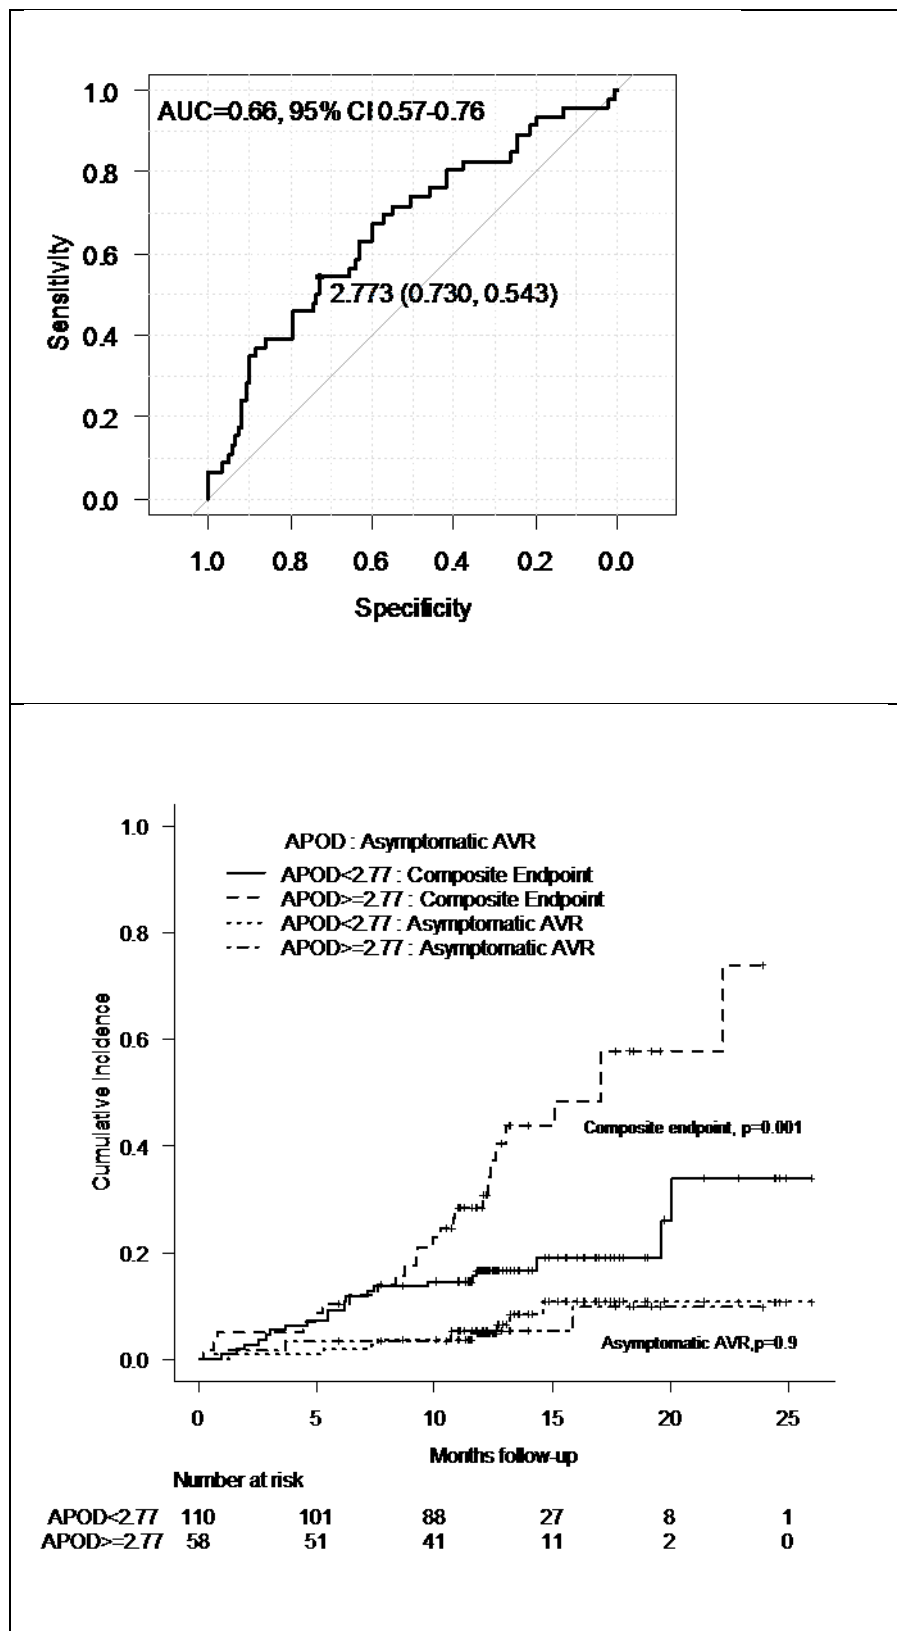 1.0
AUC=0.66, 95% CI 0.57-0.76
0.8
0.6
2.773 (0.730, 0.543)
0.4
0.2
0.0
Sensitivity
1.0 0.8 0.6 0.4 0.2 0.0
Specificity
1.0
APOD : Asymptomatic AVR
APOD<2.77 : Composite Endpoint
APOD>=2.77 : Composite Endpoint
APOD<2.77 : Asymptomatic AVR
APOD>=2.77 : Asymptomatic AVR
0.8
0.6
Composite endpoint, p=0.001
0.4
0.2
Asymptomatic AVR,p=0.9
0.0
Cumulative incidence
0 5 10 15 20 25
Months follow-up
Number at risk
APOD<2.77 110 101 88 27 8 1
APOD>=2.77 58 51 41 11 2 0